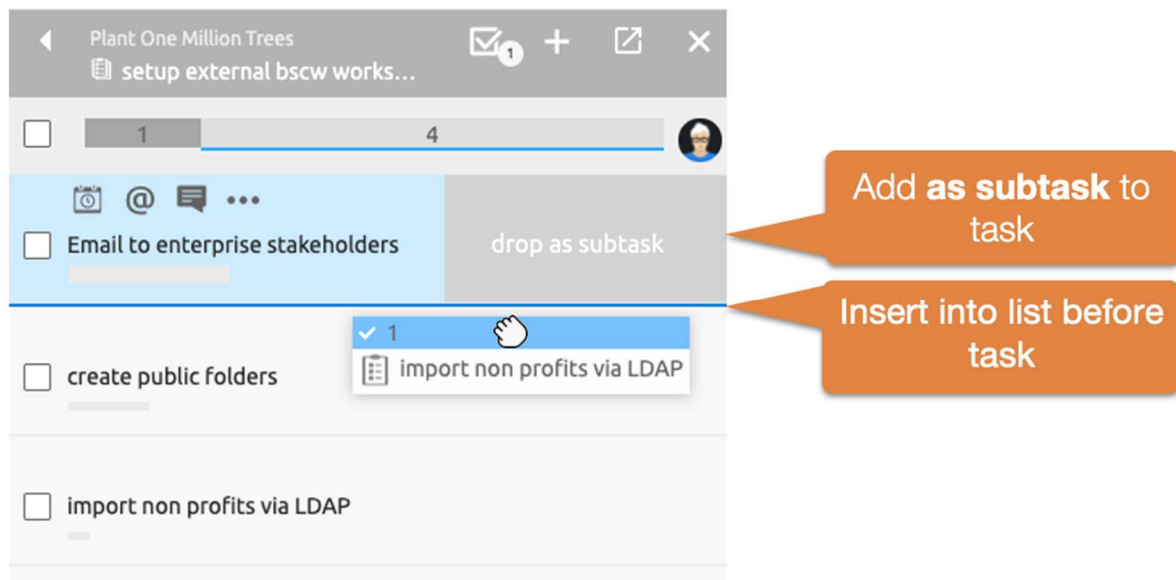 Plant One Million Trees
setup external bscw works...
1
1
4
@
Email to enterprise stakeholders
drop as subtask
Add as subtask to
task
Insert into list before
task
1
import non profits via LDAP
create public folders
import non profits via LDAP